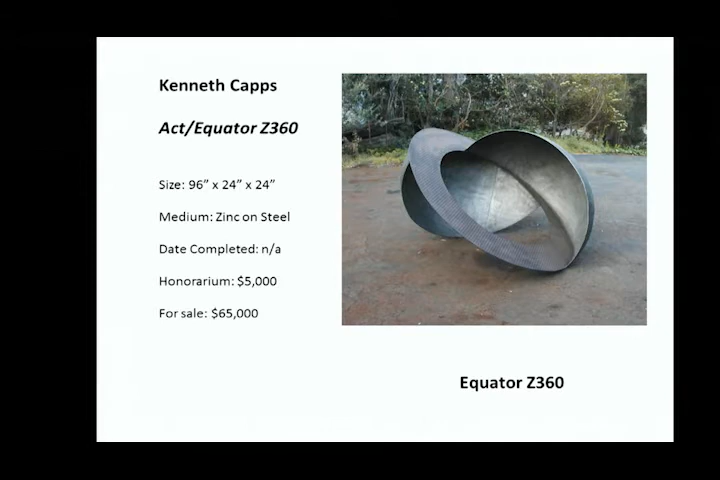 Kenneth Capps
Act/Equator Z360
Size: 96” x 24” x 24”
Medium: Zinc on Steel
Date Completed: n/a
Honorarium: $5,000
For sale: $65,000
Equator Z360